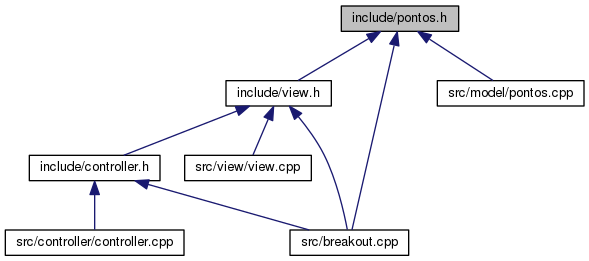 include/pontos.h
include/view.h
src/model/pontos.cpp
include/controller.h
src/view/view.cpp
src/controller/controller.cpp
src/breakout.cpp